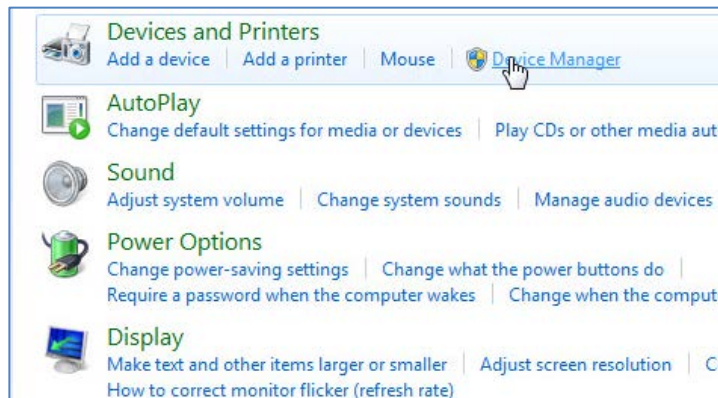 Devices and Printers
Add a device | Add a printer | Mouse | Device Manager
AutoPlay
Change default settings for media or devices | Play CDs or other media
Sound
Adjust system volume | Change system sounds | Manage audio devices
Power Options
Change power-saving settings | Change what the power buttons do |
Require a password when the computer wakes | Change when the
Display
Make text and other items larger or smaller | Adjust screen resolution |
How to correct monitor flicker (refresh rate)